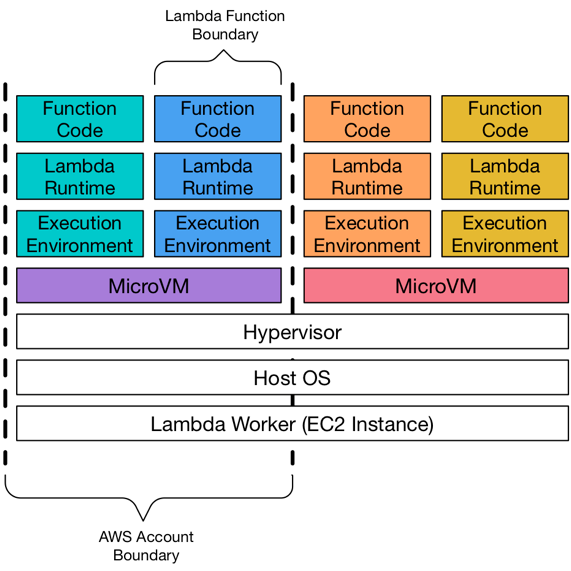 Lambda Function
Boundary
Function
Code
Function
Code
Function
Code
Function
Code
Lambda
Runtime
Lambda
Runtime
Lambda
Runtime
Lambda
Runtime
Execution
Environment
Execution
Environment
Execution
Environment
Execution
Environment
MicroVM
MicroVM
Hypervisor
Host OS
Lambda Worker (EC2 Instance)
AWS Account
Boundary